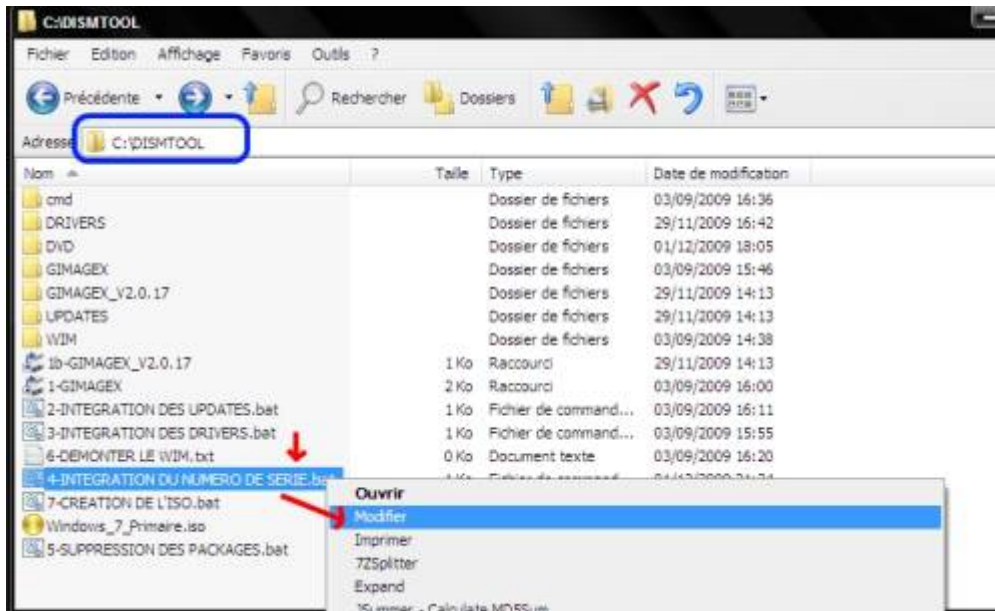 C:\DISMTOOL
Fichier Edition Affichage Favoris Outils ?
Précédente Rechercher Dossiers
Adresse C:\DISMTOOL
Nom Taille Type Date de modification
cmd Dossier de fichiers 03/09/2009 16:36
DRIVERS Dossier de fichiers 29/11/2009 16:42
DVD Dossier de fichiers 01/12/2009 18:05
GIMAGEX Dossier de fichiers 03/09/2009 15:46
GIMAGEX_V2.0.17 Dossier de fichiers 29/11/2009 14:13
UPDATES Dossier de fichiers 29/11/2009 14:13
WIM Dossier de fichiers 03/09/2009 14:38
1b-GIMAGEX_V2.0.17 1 Ko Raccourci 29/11/2009 14:13
1-GIMAGEX 2 Ko Raccourci 03/09/2009 16:00
2-INTEGRATION DES UPDATES.bat 1 Ko Fichier de command... 03/09/2009 16:11
3-INTEGRATION DES DRIVERS.bat 1 Ko Fichier de command... 03/09/2009 15:55
6-DEMONTER LE WIM.txt 0 Ko Document texte 03/09/2009 16:20
4-INTEGRATION DU NUMERO DE SERIE.bat
7-CREATION DE L'ISO.bat
Windows_7_Primaire.iso
5-SUPPRESSION DES PACKAGES.bat
Ouvrir
Modifier
Imprimer
7ZSplitter
Expand
JSummer - Calculate MD5Sum